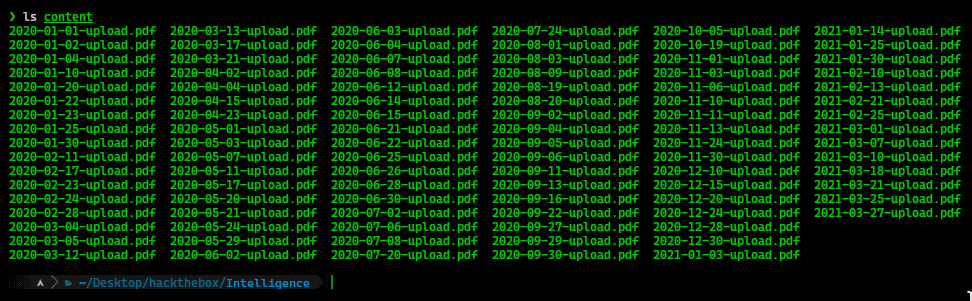 ❯ ls content
2020-01-01-upload.pdf 2020-03-13-upload.pdf 2020-06-03-upload.pdf 2020-07-24-upload.pdf 2020-10-05-upload.pdf 2021-01-14-upload.pdf
2020-01-02-upload.pdf 2020-03-17-upload.pdf 2020-06-04-upload.pdf 2020-08-01-upload.pdf 2020-10-19-upload.pdf 2021-01-25-upload.pdf
2020-01-04-upload.pdf 2020-03-21-upload.pdf 2020-06-07-upload.pdf 2020-08-03-upload.pdf 2020-11-01-upload.pdf 2021-01-30-upload.pdf
2020-01-10-upload.pdf 2020-04-02-upload.pdf 2020-06-08-upload.pdf 2020-08-09-upload.pdf 2020-11-03-upload.pdf 2021-02-10-upload.pdf
2020-01-20-upload.pdf 2020-04-04-upload.pdf 2020-06-12-upload.pdf 2020-08-19-upload.pdf 2020-11-06-upload.pdf 2021-02-13-upload.pdf
2020-01-22-upload.pdf 2020-04-15-upload.pdf 2020-06-14-upload.pdf 2020-08-20-upload.pdf 2020-11-10-upload.pdf 2021-02-21-upload.pdf
2020-01-23-upload.pdf 2020-04-23-upload.pdf 2020-06-15-upload.pdf 2020-09-02-upload.pdf 2020-11-11-upload.pdf 2021-02-25-upload.pdf
2020-01-25-upload.pdf 2020-05-01-upload.pdf 2020-06-21-upload.pdf 2020-09-04-upload.pdf 2020-11-13-upload.pdf 2021-03-01-upload.pdf
2020-01-30-upload.pdf 2020-05-03-upload.pdf 2020-06-22-upload.pdf 2020-09-05-upload.pdf 2020-11-24-upload.pdf 2021-03-07-upload.pdf
2020-02-11-upload.pdf 2020-05-07-upload.pdf 2020-06-25-upload.pdf 2020-09-06-upload.pdf 2020-11-30-upload.pdf 2021-03-10-upload.pdf
2020-02-17-upload.pdf 2020-05-11-upload.pdf 2020-06-26-upload.pdf 2020-09-11-upload.pdf 2020-12-10-upload.pdf 2021-03-18-upload.pdf
2020-02-23-upload.pdf 2020-05-17-upload.pdf 2020-06-28-upload.pdf 2020-09-13-upload.pdf 2020-12-15-upload.pdf 2021-03-21-upload.pdf
2020-02-24-upload.pdf 2020-05-20-upload.pdf 2020-06-30-upload.pdf 2020-09-16-upload.pdf 2020-12-20-upload.pdf 2021-03-25-upload.pdf
2020-02-28-upload.pdf 2020-05-21-upload.pdf 2020-07-02-upload.pdf 2020-09-22-upload.pdf 2020-12-24-upload.pdf 2021-03-27-upload.pdf
2020-03-04-upload.pdf 2020-05-24-upload.pdf 2020-07-06-upload.pdf 2020-09-27-upload.pdf 2020-12-28-upload.pdf
2020-03-05-upload.pdf 2020-05-29-upload.pdf 2020-07-08-upload.pdf 2020-09-29-upload.pdf 2020-12-30-upload.pdf
2020-03-12-upload.pdf 2020-06-02-upload.pdf 2020-07-20-upload.pdf 2020-09-30-upload.pdf 2021-01-03-upload.pdf
~/Desktop/hackthebox/Intelligence